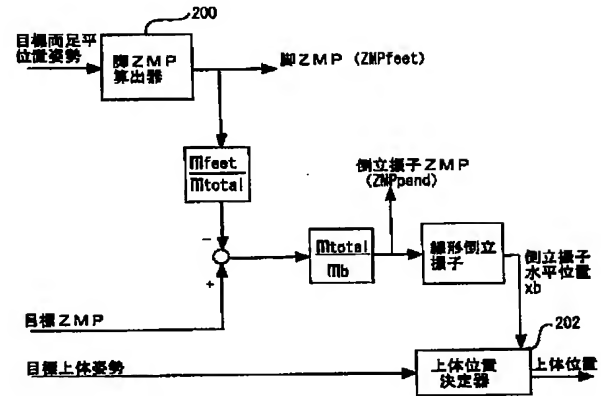 200
目標両足平
位置姿勢
脚ZMP
算出器
脚ZMP (ZMPfeet)
mfeet
mtotal
倒立振子ZMP
(ZMPpend)
−
+
mtotal
mb
線形倒立
振子
倒立振子
水平位置
xb
目標ZMP
202
目標上体姿勢
上体位置
決定器
上体位置